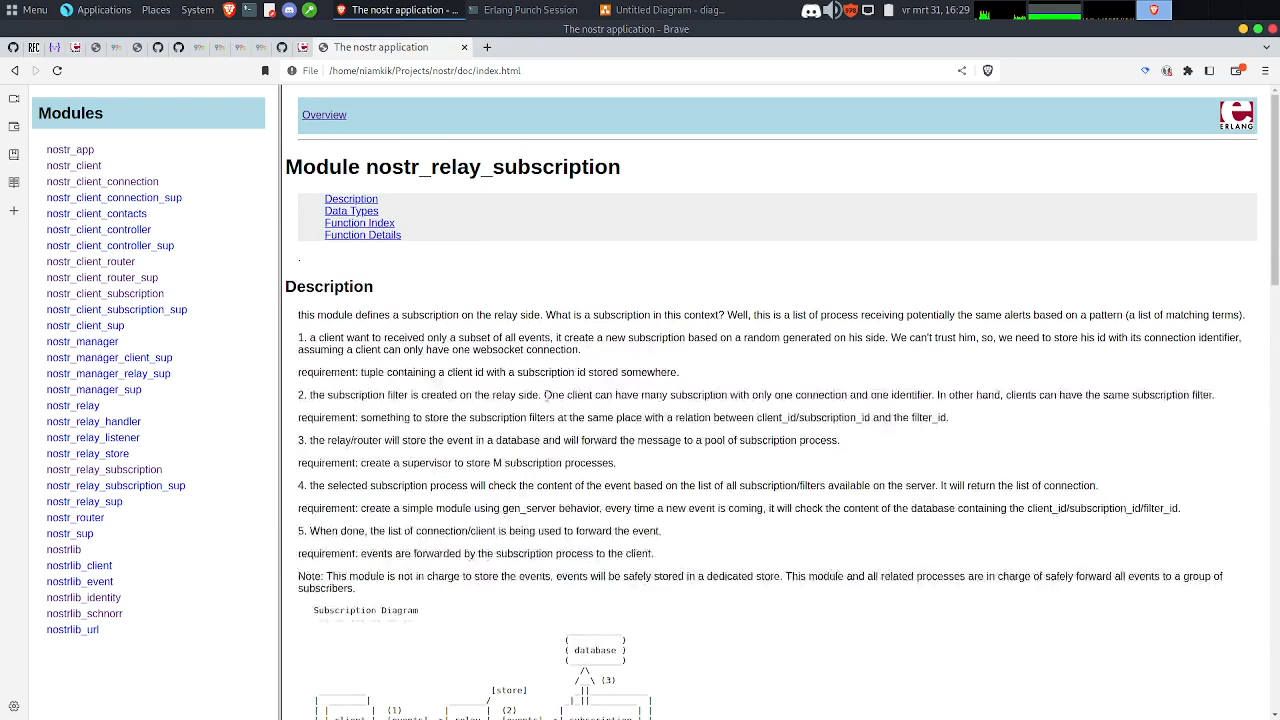 Menu Applications Places System The nostr application - ... Erlang Punch Session Untitled Diagram - diag... 978 vr mrt 31, 16:29
The nostr application - Brave
RFC The nostr application
File /home/niamkik/Projects/nostr/doc/index.html
Modules
nostr_app
nostr_client
nostr_client_connection
nostr_client_connection_sup
nostr_client_contacts
nostr_client_controller
nostr_client_controller_sup
nostr_client_router
nostr_client_router_sup
nostr_client_subscription
nostr_client_subscription_sup
nostr_client_sup
nostr_manager
nostr_manager_client_sup
nostr_manager_relay_sup
nostr_manager_sup
nostr_relay
nostr_relay_handler
nostr_relay_listener
nostr_relay_store
nostr_relay_subscription
nostr_relay_subscription_sup
nostr_relay_sup
nostr_router
nostr_sup
nostrlib
nostrlib_client
nostrlib_event
nostrlib_identity
nostrlib_schnorr
nostrlib_url
Overview
ERLANG
Module nostr_relay_subscription
Description
Data Types
Function Index
Function Details
.
Description
this module defines a subscription on the relay side. What is a subscription in this context? Well, this is a list of process receiving potentially the same alerts based on a pattern (a list of matching terms).
1. a client want to received only a subset of all events, it create a new subscription based on a random generated on his side. We can't trust him, so, we need to store his id with its connection identifier,
assuming a client can only have one websocket connection.
requirement: tuple containing a client id with a subscription id stored somewhere.
2. the subscription filter is created on the relay side. One client can have many subscription with only one connection and one identifier. In other hand, clients can have the same subscription filter.
requirement: something to store the subscription filters at the same place with a relation between client_id/subscription_id and the filter_id.
3. the relay/router will store the event in a database and will forward the message to a pool of subscription process.
requirement: create a supervisor to store M subscription processes.
4. the selected subscription process will check the content of the event based on the list of all subscription/filters available on the server. It will return the list of connection.
requirement: create a simple module using gen_server behavior, every time a new event is coming, it will check the content of the database containing the client_id/subscription_id/filter_id.
5. When done, the list of connection/client is being used to forward the event,
requirement: events are forwarded by the subscription process to the client.
Note: This module is not in charge to store the events, events will be safely stored in a dedicated store. This module and all related processes are in charge of safely forward all events to a group of
subscribers.
Subscription Diagram
( database )
(3)
[store]
(1) (2)
client [events] relay [events] subscription